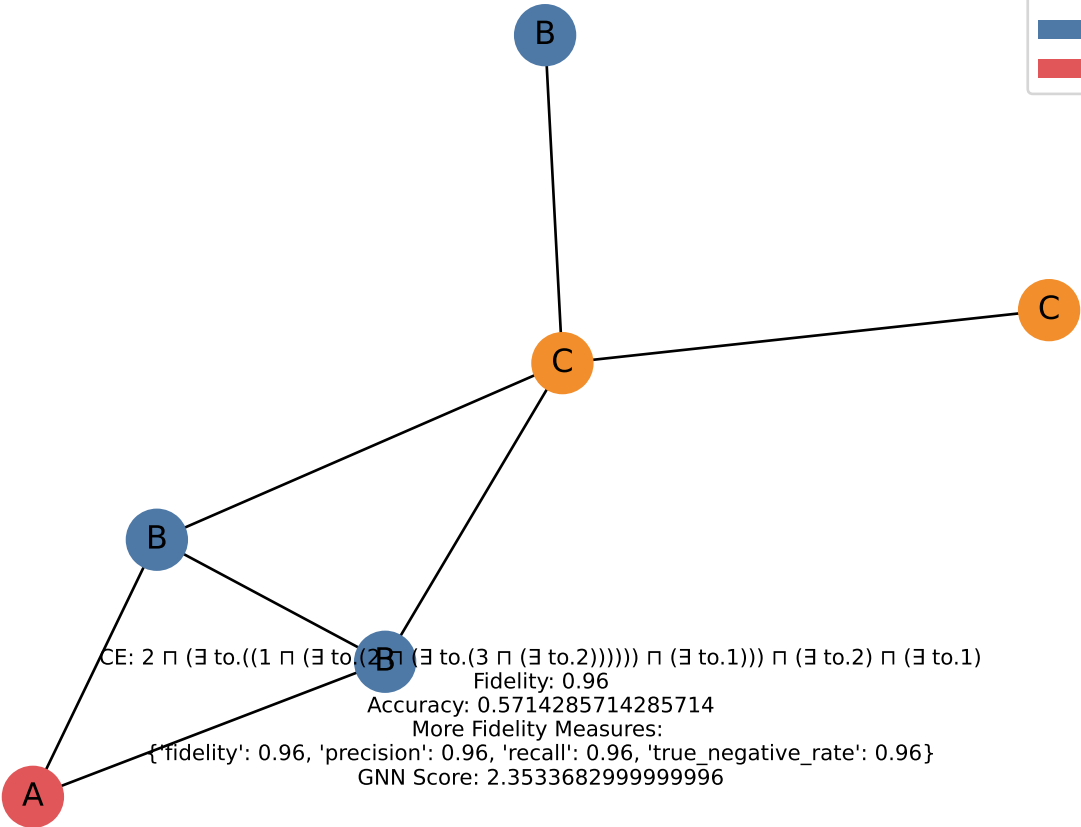 B
C
C
B
B
CE: 2 ⊓ (∃ to.((1 ⊓ (∃ to.(2 ⊓ (∃ to.(3 ⊓ (∃ to.2)))))) ⊓ (∃ to.1))) ⊓ (∃ to.2) ⊓ (∃ to.1)
Fidelity: 0.96
Accuracy: 0.5714285714285714
More Fidelity Measures:
{'fidelity': 0.96, 'precision': 0.96, 'recall': 0.96, 'true_negative_rate': 0.96}
GNN Score: 2.3533682999999996
A